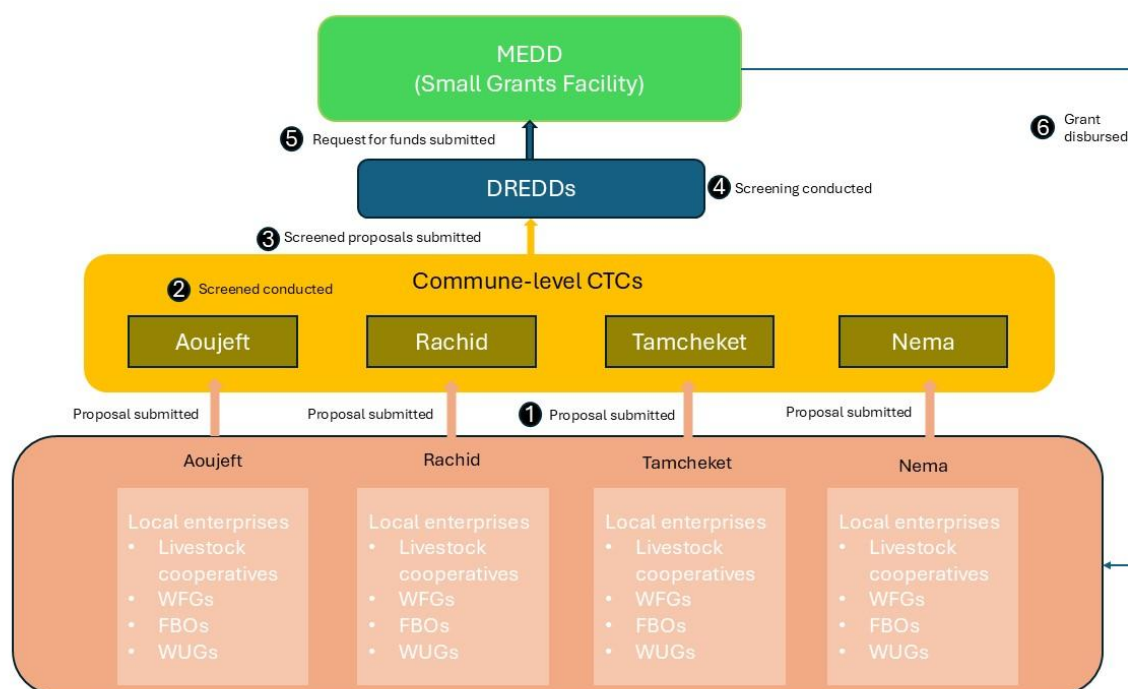 MEDD
(Small Grants Facility)
6 Grant
disbursed
5 Request for funds submitted
DREDDs
4 Screening conducted
3 Screened proposals submitted
Commune-level CTCs
2 Screened conducted
Aoujeft
Rachid
Tamcheket
Nema
Proposal submitted
Proposal submitted
1 Proposal submitted
Proposal submitted
Aoujeft
Rachid
Tamcheket
Nema
Local enterprises
• Livestock
cooperatives
• WFGs
• FBOs
• WUGs
Local enterprises
• Livestock
cooperatives
• WFGs
• FBOs
• WUGs
Local enterprises
• Livestock
cooperatives
• WFGs
• FBOs
• WUGs
Local enterprises
• Livestock
cooperatives
• WFGs
• FBOs
• WUGs